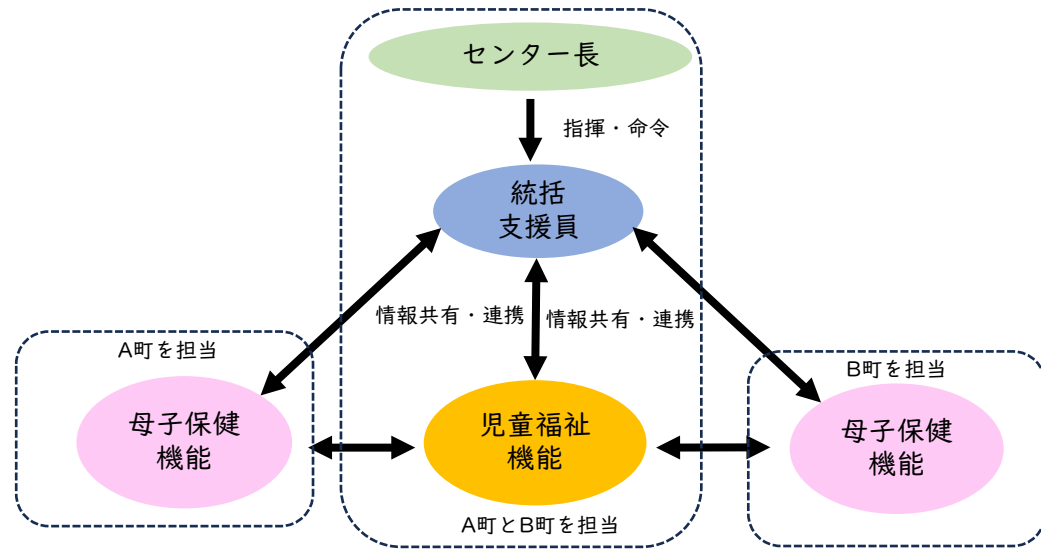 センター長
指揮・命令
統括
支援員
情報共有・連携
情報共有・連携
A町を担当
母子保健
機能
児童福祉
機能
A町とB町を担当
B町を担当
母子保健
機能